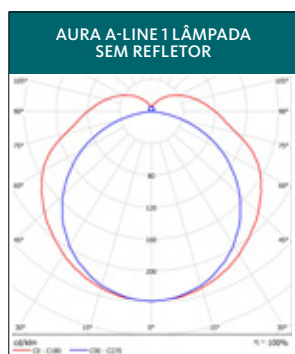 AURA A-LINE 1 LÂMPADA
SEM REFLETOR
105° 105°
90° 90°
75° 75°
80
60° 60°
120
45° 45°
160
200
30° 15° 0° 15° 30°
cd/klm η = 100%
C0 - C180 C90 - C270